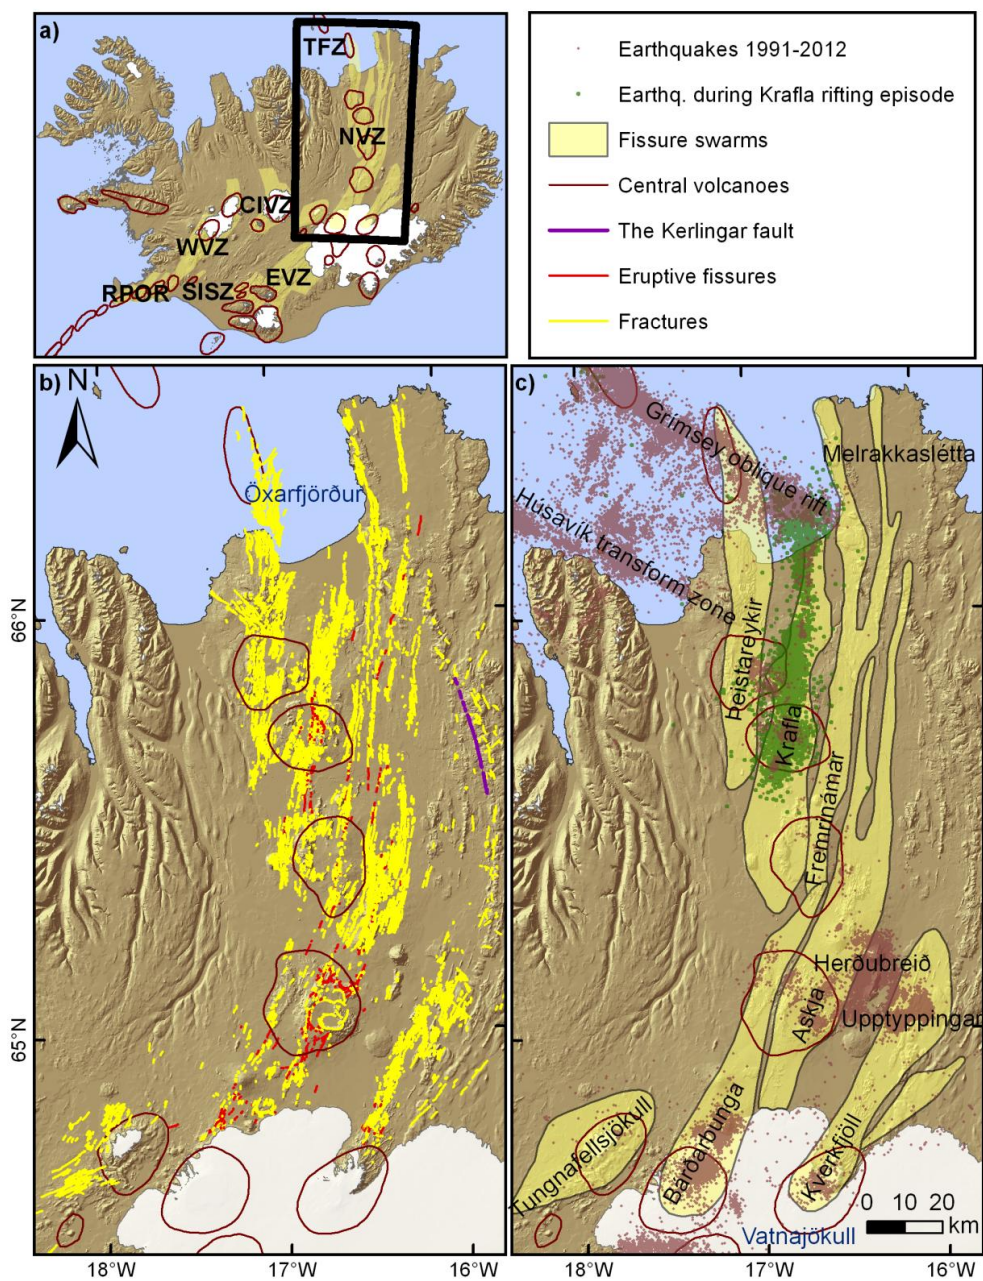 a)
TFZ
NVZ
CIVZ
WVZ
EVZ
RPOR
SISZ
Earthquakes 1991-2012
Earthq. during Krafla rifting episode
Fissure swarms
Central volcanoes
The Kerlingar fault
Eruptive fissures
Fractures
b)
N
Öxarfjörður
66°N
65°N
18°W
17°W
16°W
c)
Grímsey oblique rift
Melrakkaslétta
Husavík transform zone
Þeistareykir
Krafla
Fremrinámar
Herðubreið
Askja
Upptyppingar
Tungnafellsjökull
Bárðarbunga
Kverkfjöll
0 10 20
km
Vatnajökull
18°W
17°W
16°W